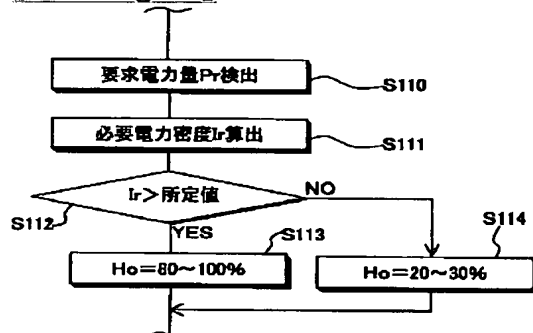 要求電力量Pr検出
S110
必要電力密度Ir算出
S111
Ir>所定値
NO
S112
YES
S113
S114
Ho=80~100%
Ho=20~30%